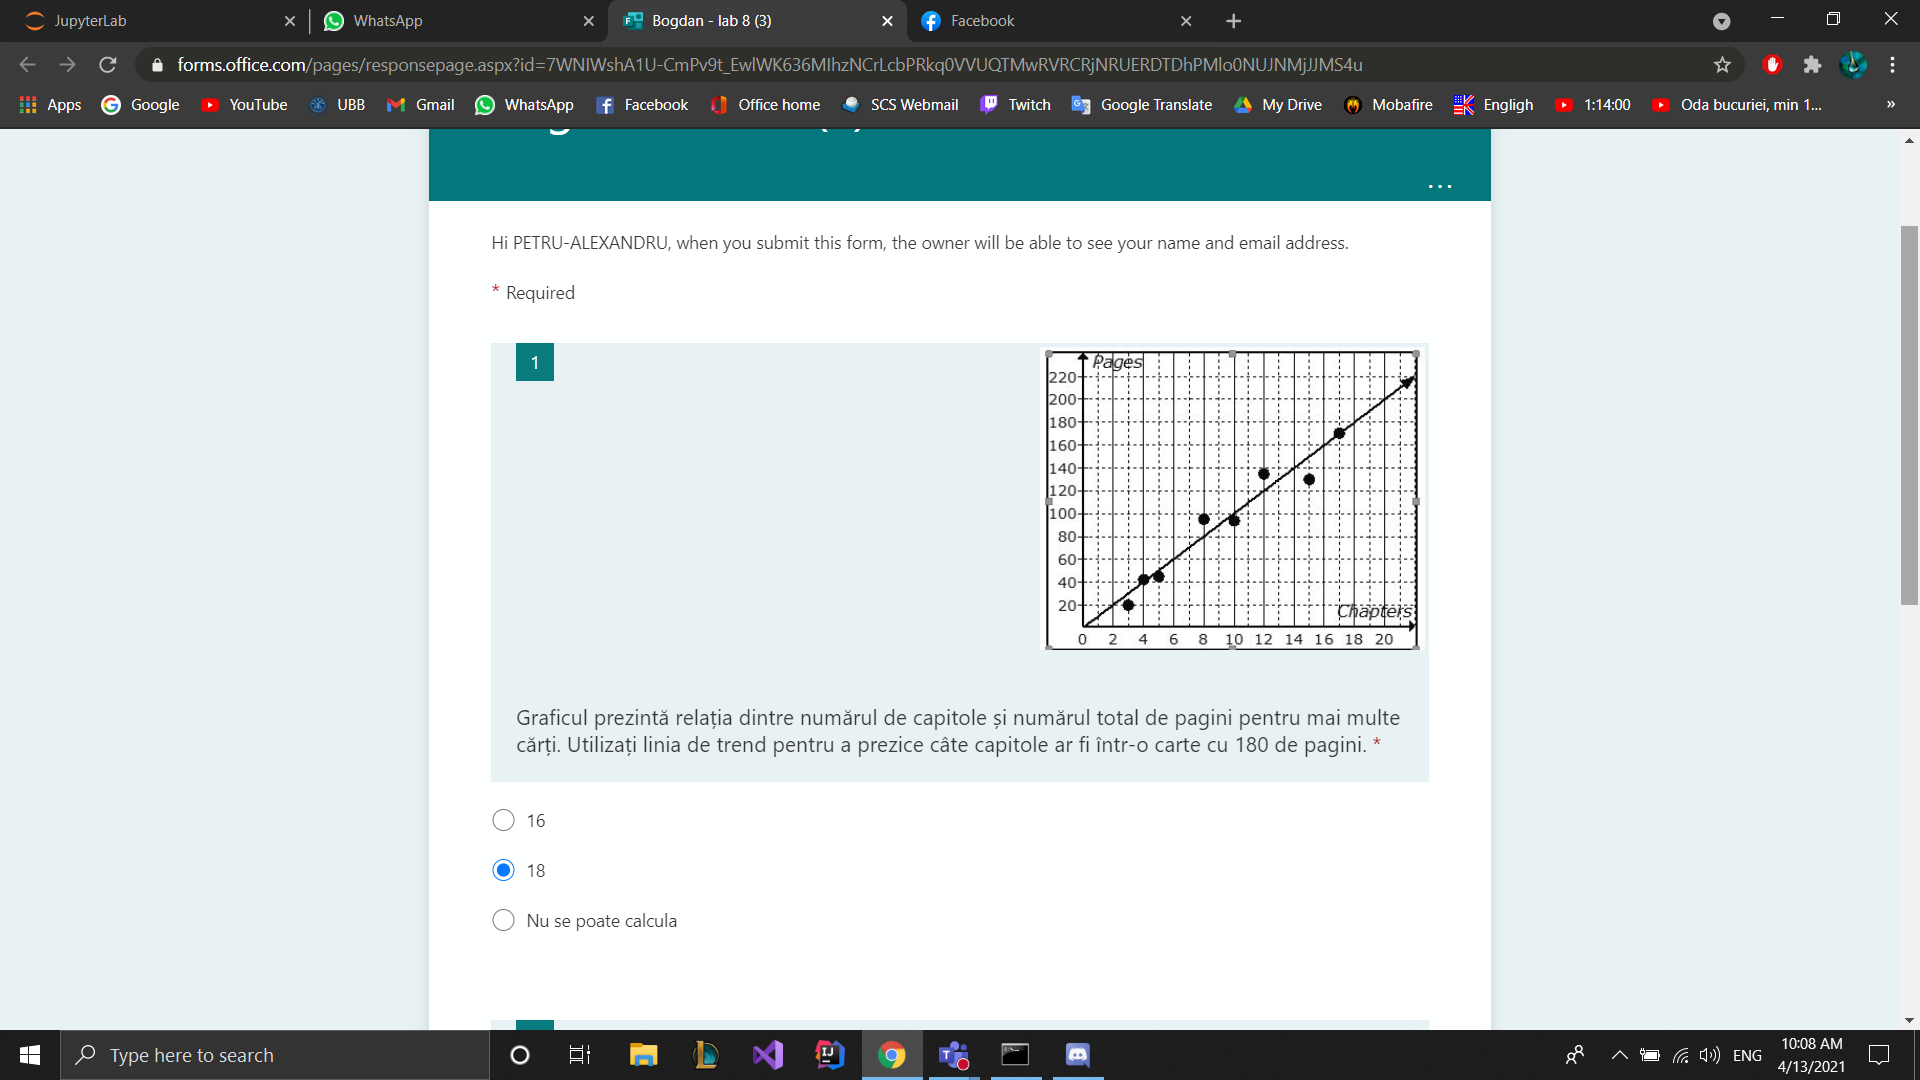 JupyterLab
WhatsApp
Bogdan - lab 8 (3)
Facebook
forms.office.com/pages/responsepage.aspx?id=7WNIWshA1U-CmPv9t_EwlWK636MIhzNCrLcbPRkq0VVUQTMwRVRCRjNRUERDTDhPMlo0NUJNMjJJMS4u
Apps
Google
YouTube
UBB
Gmail
WhatsApp
Facebook
Office home
SCS Webmail
Twitch
Google Translate
My Drive
Mobafire
Engligh
1:14:00
Oda bucuriei, min 1...
»
...
Hi PETRU-ALEXANDRU, when you submit this form, the owner will be able to see your name and email address.
* Required
1
Pages
220
200
180
160
140
120
100
80
60
40
20
Chapters
0 2 4 6 8 10 12 14 16 18 20
Graficul prezintă relația dintre numărul de capitole și numărul total de pagini pentru mai multe
cărți. Utilizați linia de trend pentru a prezice câte capitole ar fi într-o carte cu 180 de pagini. *
16
18
Nu se poate calcula
Type here to search
ENG
10:08 AM
4/13/2021